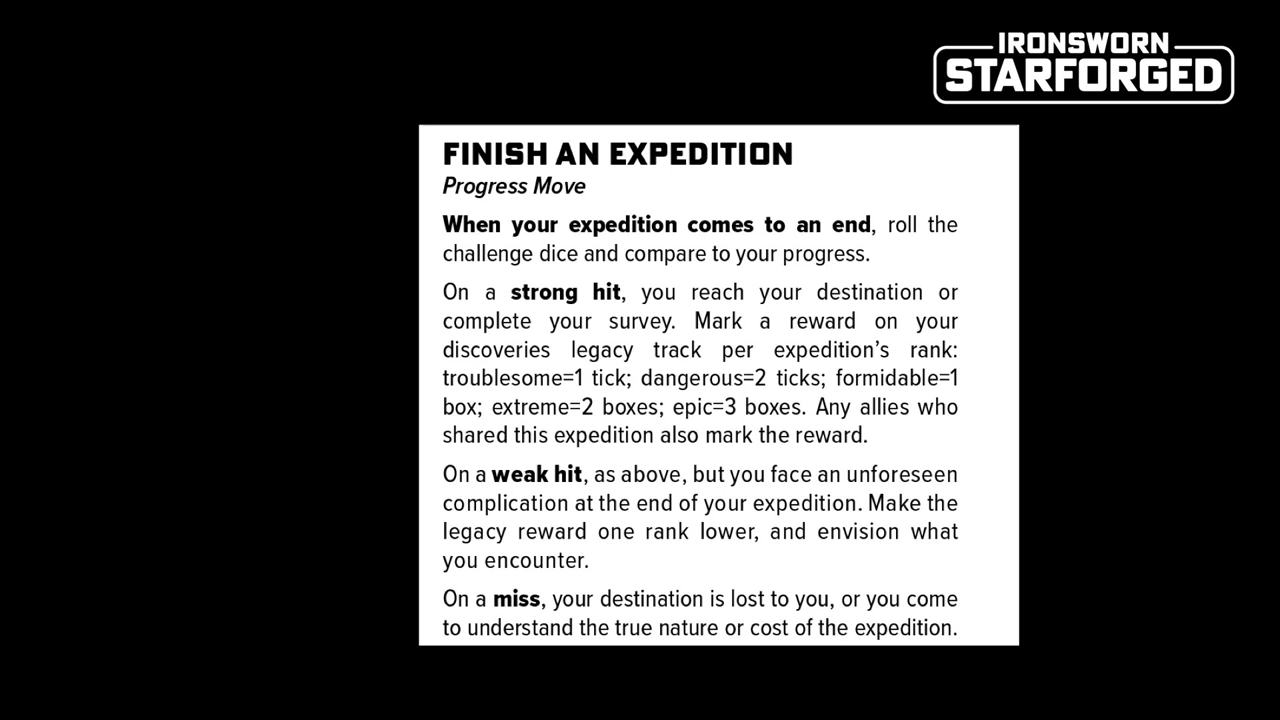 IRONSWORN
STARFORGED
FINISH AN EXPEDITION
Progress Move
When your expedition comes to an end, roll the
challenge dice and compare to your progress.
On a strong hit, you reach your destination or
complete your survey. Mark a reward on your
discoveries legacy track per expedition’s rank:
troublesome=1 tick; dangerous=2 ticks; formidable=1
box; extreme=2 boxes; epic=3 boxes. Any allies who
shared this expedition also mark the reward.
On a weak hit, as above, but you face an unforeseen
complication at the end of your expedition. Make the
legacy reward one rank lower, and envision what
you encounter.
On a miss, your destination is lost to you, or you come
to understand the true nature or cost of the expedition.